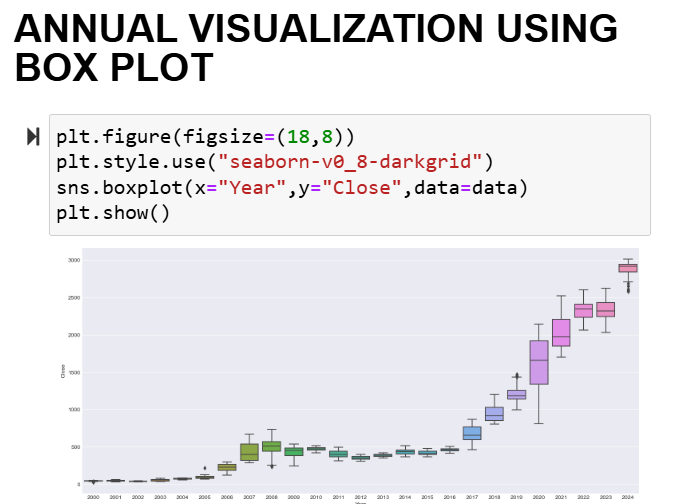 ANNUAL VISUALIZATION USING
BOX PLOT
plt.figure(figsize=(18,8))
plt.style.use("seaborn-v0_8-darkgrid")
sns.boxplot(x="Year",y="Close",data=data)
plt.show()
3000
2500
2000
1500
1000
500
0
Close
2000 2001 2002 2003 2004 2005 2006 2007 2008 2009 2010 2011 2012 2013 2014 2015 2016 2017 2018 2019 2020 2021 2022 2023 2024